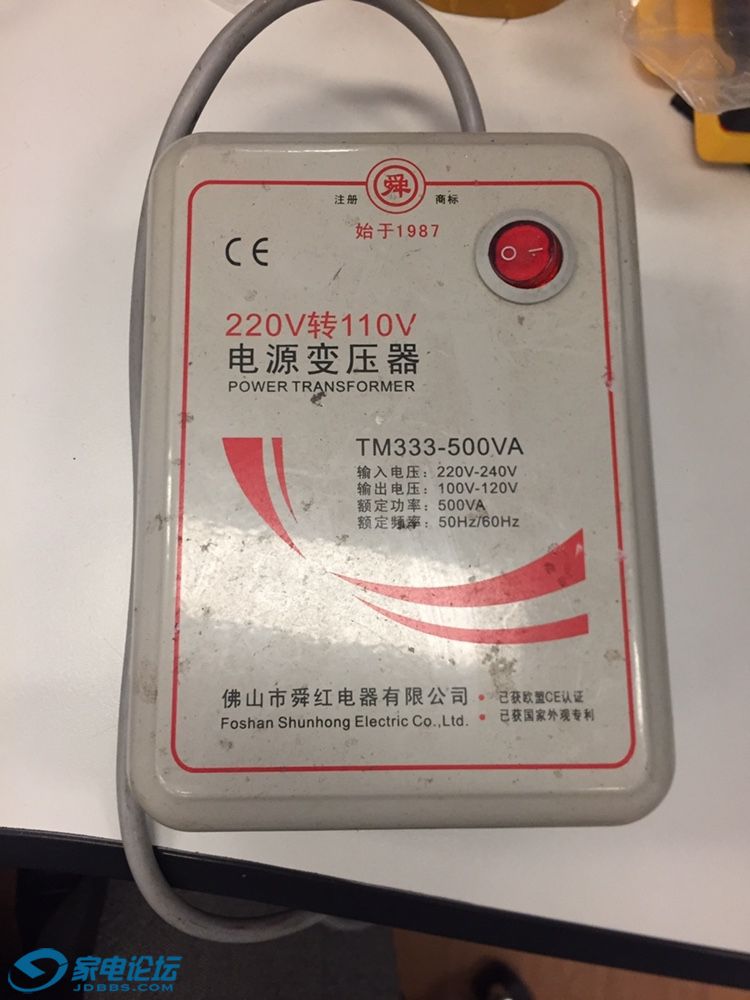 舜
注册 商标
始于1987
CE
220V转110V
电源变压器
POWER TRANSFORMER
TM333-500VA
输入电压：220V-240V
输出电压：100V-120V
额定功率：500VA
额定频率：50Hz/60Hz
佛山市舜红电器有限公司
Foshan Shunhong Electric Co.,Ltd.
• 已获欧盟CE认证
• 已获国家外观专利
家电论坛
JDBBS.COM